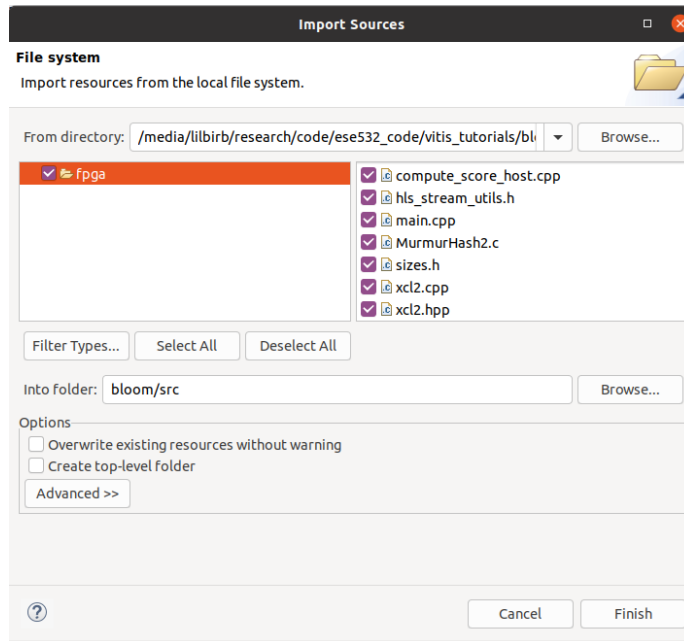 Import Sources
File system
Import resources from the local file system.
From directory: /media/lilbirb/research/code/ese532_code/vitis_tutorials/bl Browse...
fpga
compute_score_host.cpp
hls_stream_utils.h
main.cpp
MurmurHash2.c
sizes.h
xcl2.cpp
xcl2.hpp
Filter Types... Select All Deselect All
Into folder: bloom/src Browse...
Options
Overwrite existing resources without warning
Create top-level folder
Advanced >>
? Cancel Finish